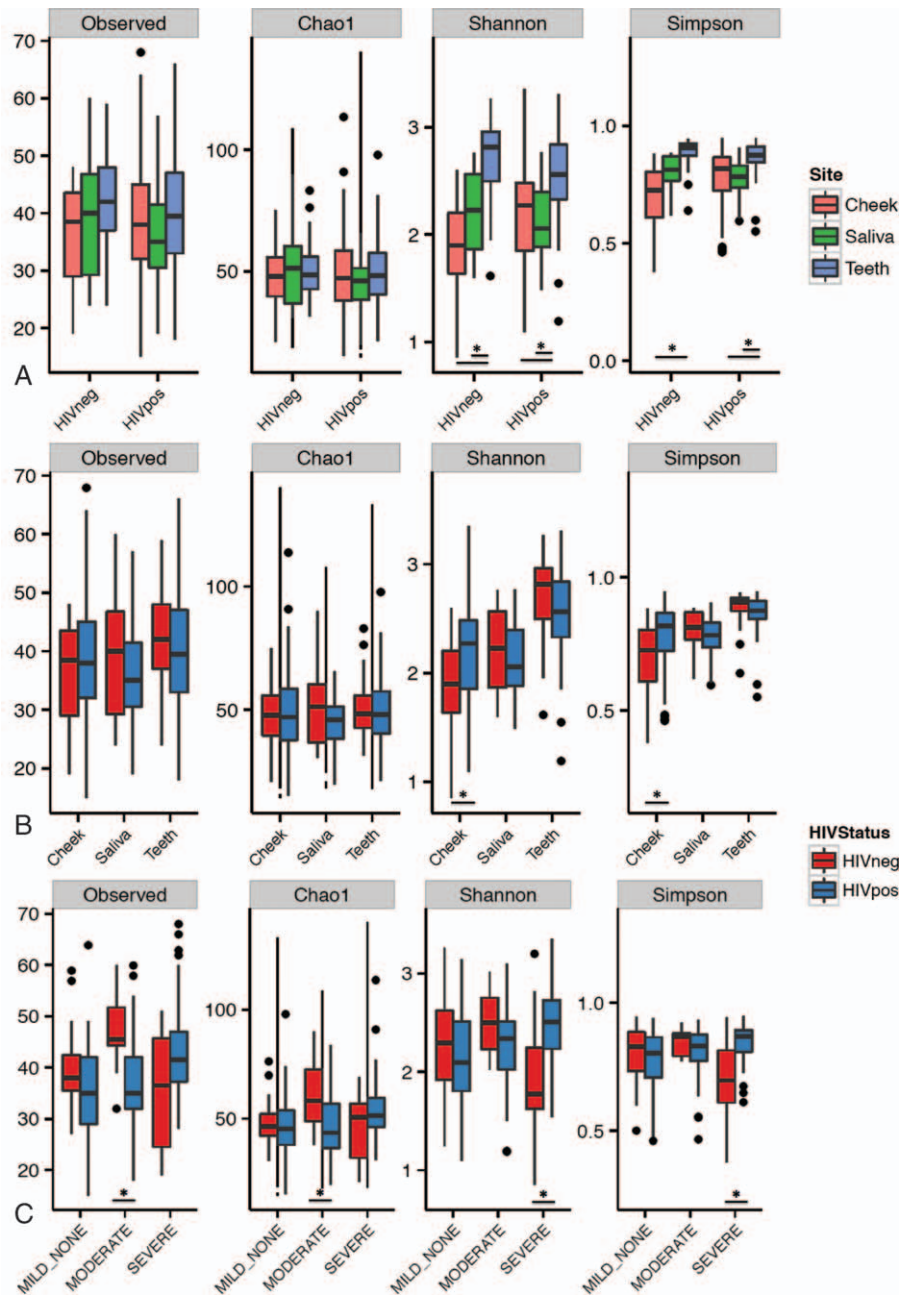 Observed Chao1 Shannon Simpson
70
60
50
40
30
20
100
50
3
2
1
1.0
0.5
0.0
* * * * * *
Site
Cheek
Saliva
Teeth
A
HIVneg HIVpos HIVneg HIVpos HIVneg HIVpos HIVneg HIVpos
Observed Chao1 Shannon Simpson
70
60
50
40
30
20
100
50
3
2
1
1.0
0.5
* *
B
Cheek Saliva Teeth Cheek Saliva Teeth Cheek Saliva Teeth Cheek Saliva Teeth
HIVStatus
HIVneg
HIVpos
Observed Chao1 Shannon Simpson
70
60
50
40
30
20
100
50
3
2
1
1.0
0.5
* * * *
C
MILD_NONE MODERATE SEVERE MILD_NONE MODERATE SEVERE MILD_NONE MODERATE SEVERE MILD_NONE MODERATE SEVERE